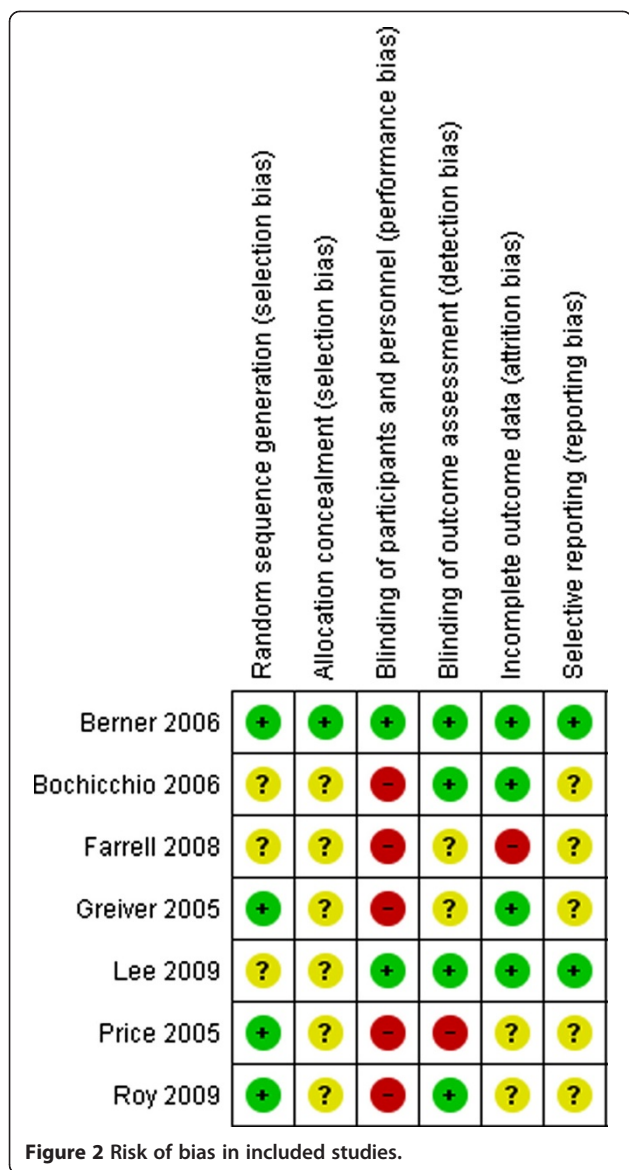 Random sequence generation (selection bias)
Allocation concealment (selection bias)
Blinding of participants and personnel (performance bias)
Blinding of outcome assessment (detection bias)
Incomplete outcome data (attrition bias)
Selective reporting (reporting bias)
Berner 2006 + + + + + +
Bochicchio 2006 ? ? - + + ?
Farrell 2008 ? ? - ? - ?
Greiver 2005 + ? - ? + ?
Lee 2009 ? ? + + + +
Price 2005 + ? - - ? ?
Roy 2009 + ? - + ? ?
Figure 2 Risk of bias in included studies.